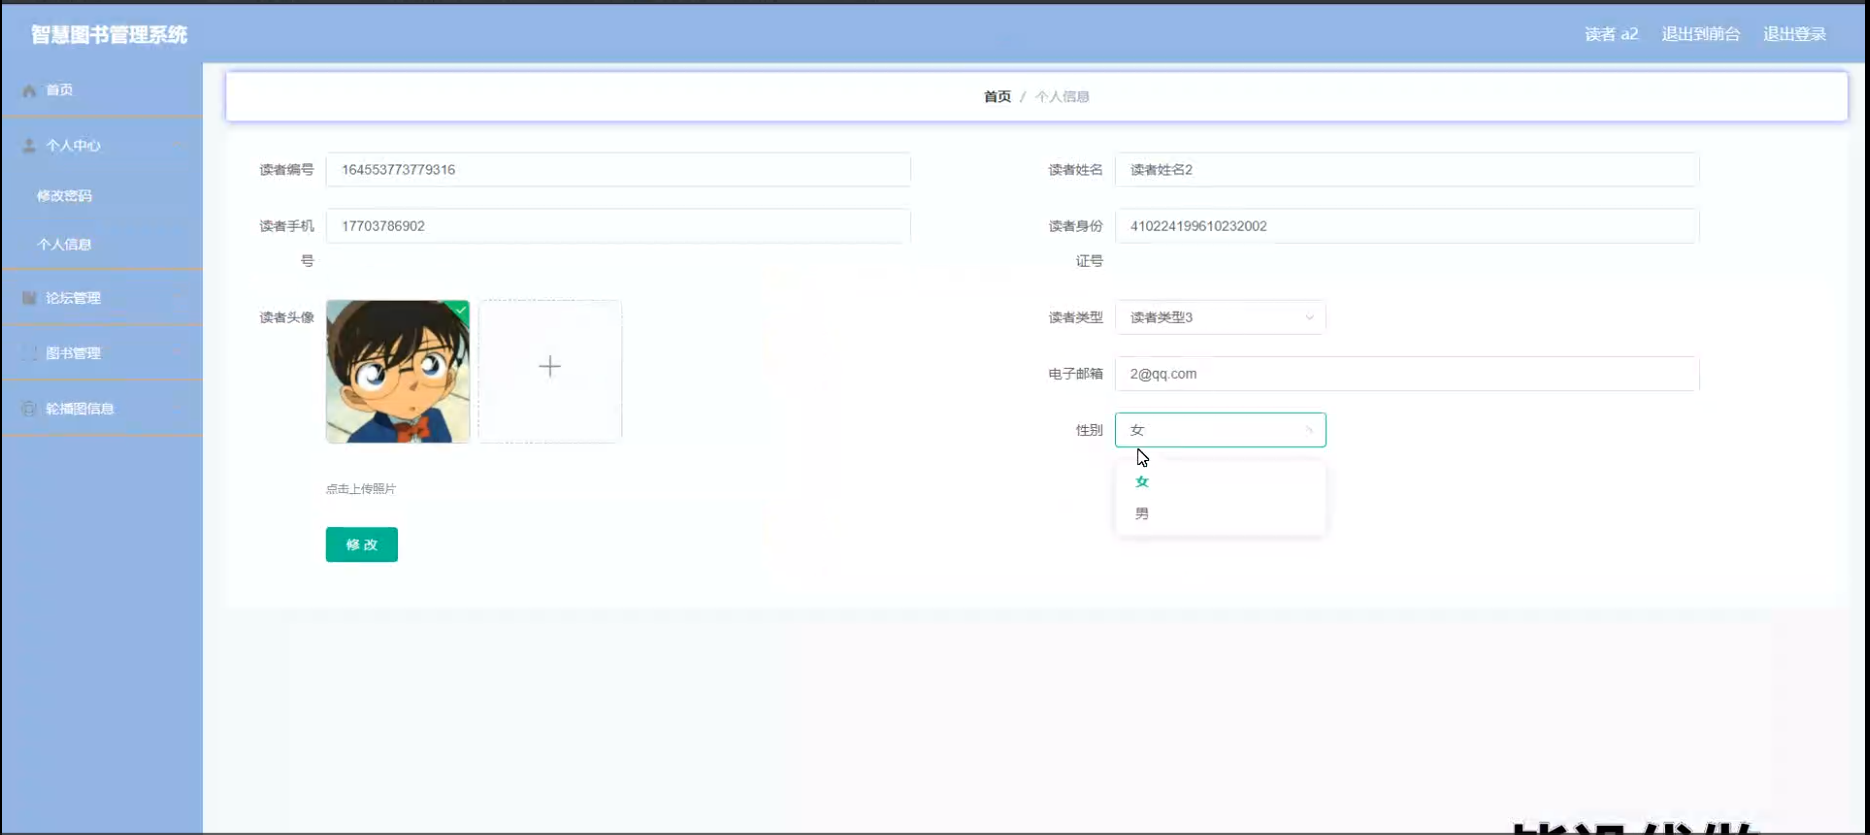 智慧图书管理系统
读者 a2 退出到前台 退出登录
首页
个人中心
修改密码
个人信息
论坛管理
图书管理
轮播图信息
首页 / 个人信息
读者编号 164553773779316
读者姓名 读者姓名2
读者手机号 17703786902
读者身份证号 410224199610232002
读者头像
点击上传照片
修改
读者类型 读者类型3
电子邮箱 2@qq.com
性别 女
女
男